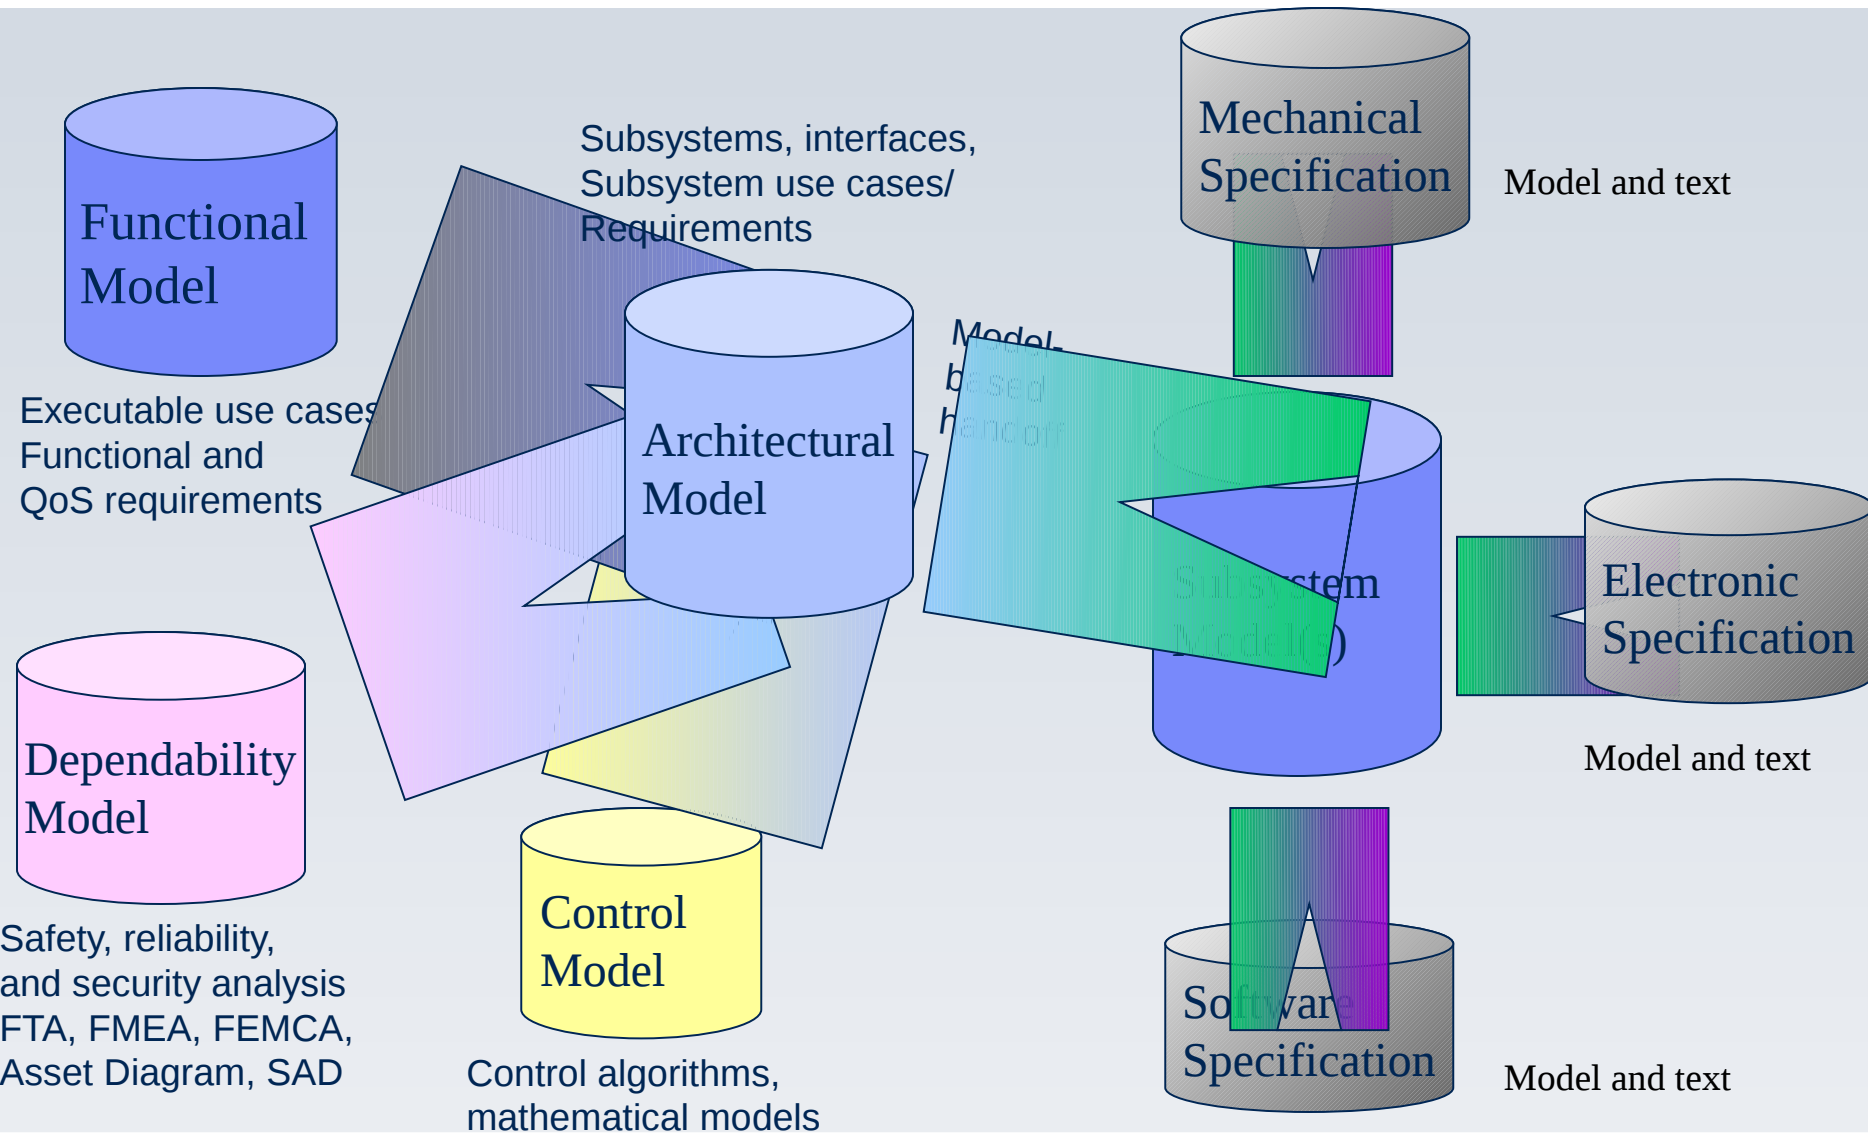 Functional
Model
Executable use cases
Functional and
QoS requirements
Subsystems, interfaces,
Subsystem use cases/
Requirements
Architectural
Model
Model-
based
handoff
Mechanical
Specification
Model and text
Subsystem
Model(s)
Electronic
Specification
Model and text
Dependability
Model
Safety, reliability,
and security analysis
FTA, FMEA, FEMCA,
Asset Diagram, SAD
Control
Model
Control algorithms,
mathematical models
Software
Specification
Model and text